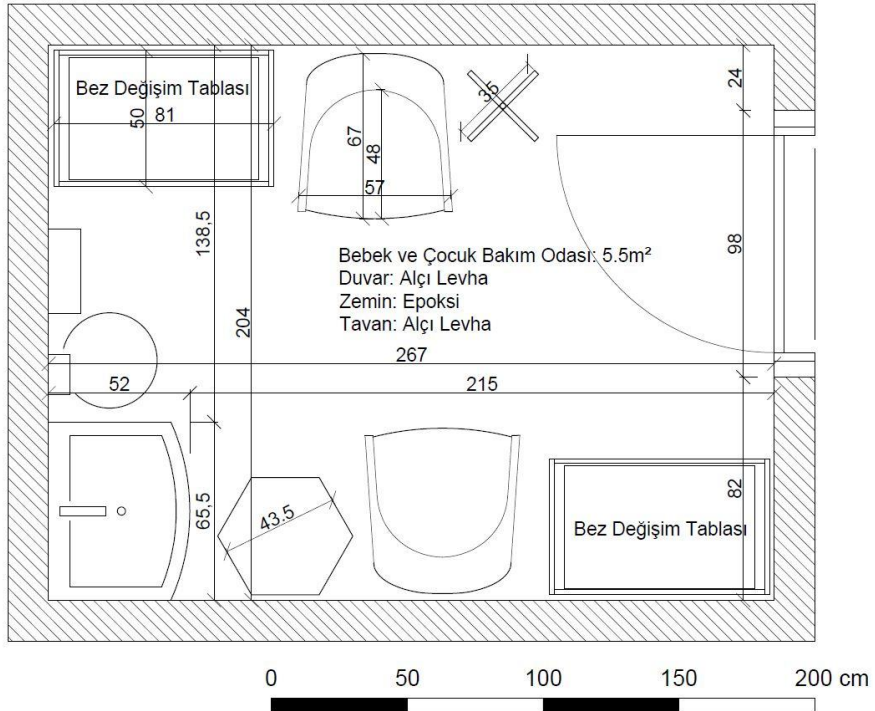 Bez Değişim Tablası
50
81
67
48
57
35
24
138,5
204
98
Bebek ve Çocuk Bakım Odası: 5.5m²
Duvar: Alçı Levha
Zemin: Epoksi
Tavan: Alçı Levha
267
52
215
65,5
43.5
82
Bez Değişim Tablası
0 50 100 150 200 cm